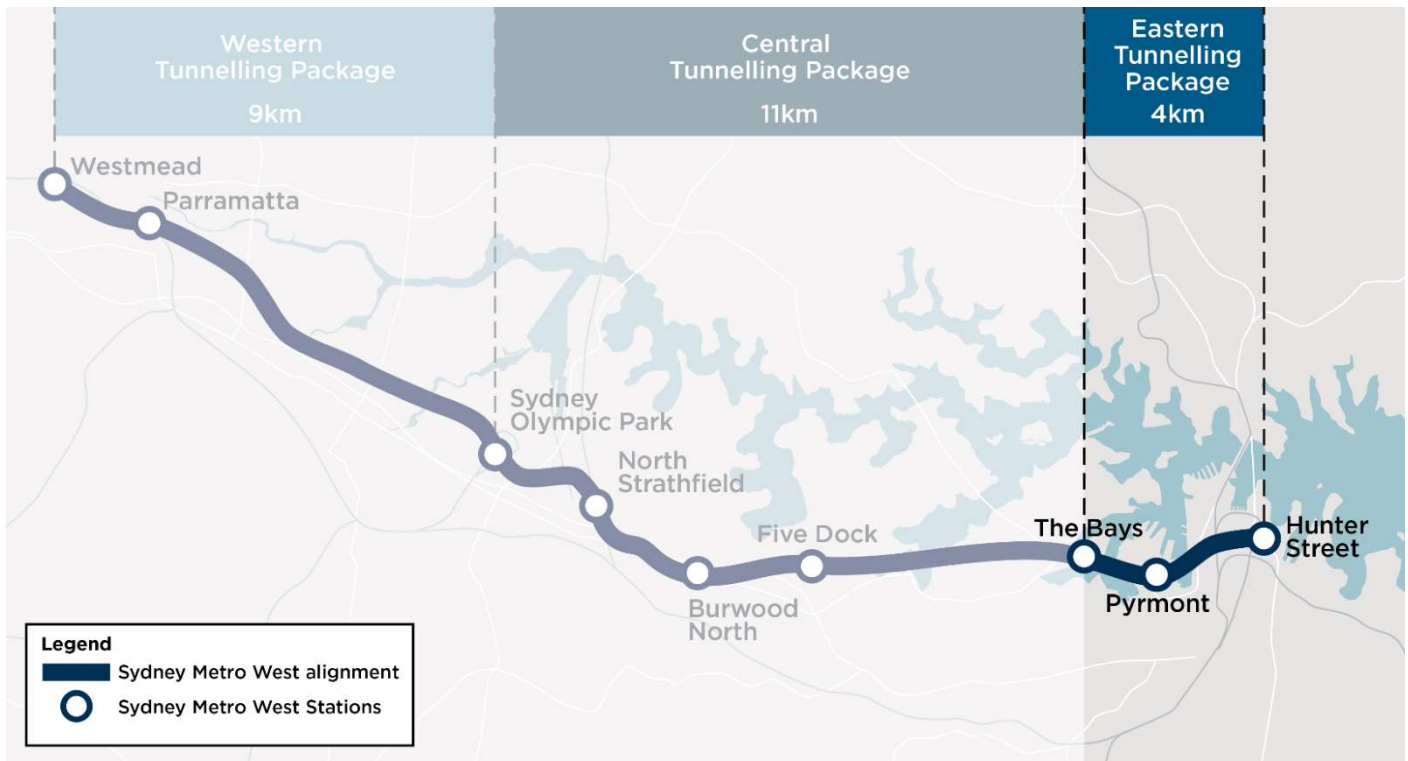 Western
Tunnelling Package
9km
Central
Tunnelling Package
11km
Eastern
Tunnelling
Package
4km
Westmead
Parramatta
Sydney
Olympic Park
North
Strathfield
Five Dock
Burwood
North
The Bays
Pyrmont
Hunter
Street
Legend
Sydney Metro West alignment
Sydney Metro West Stations